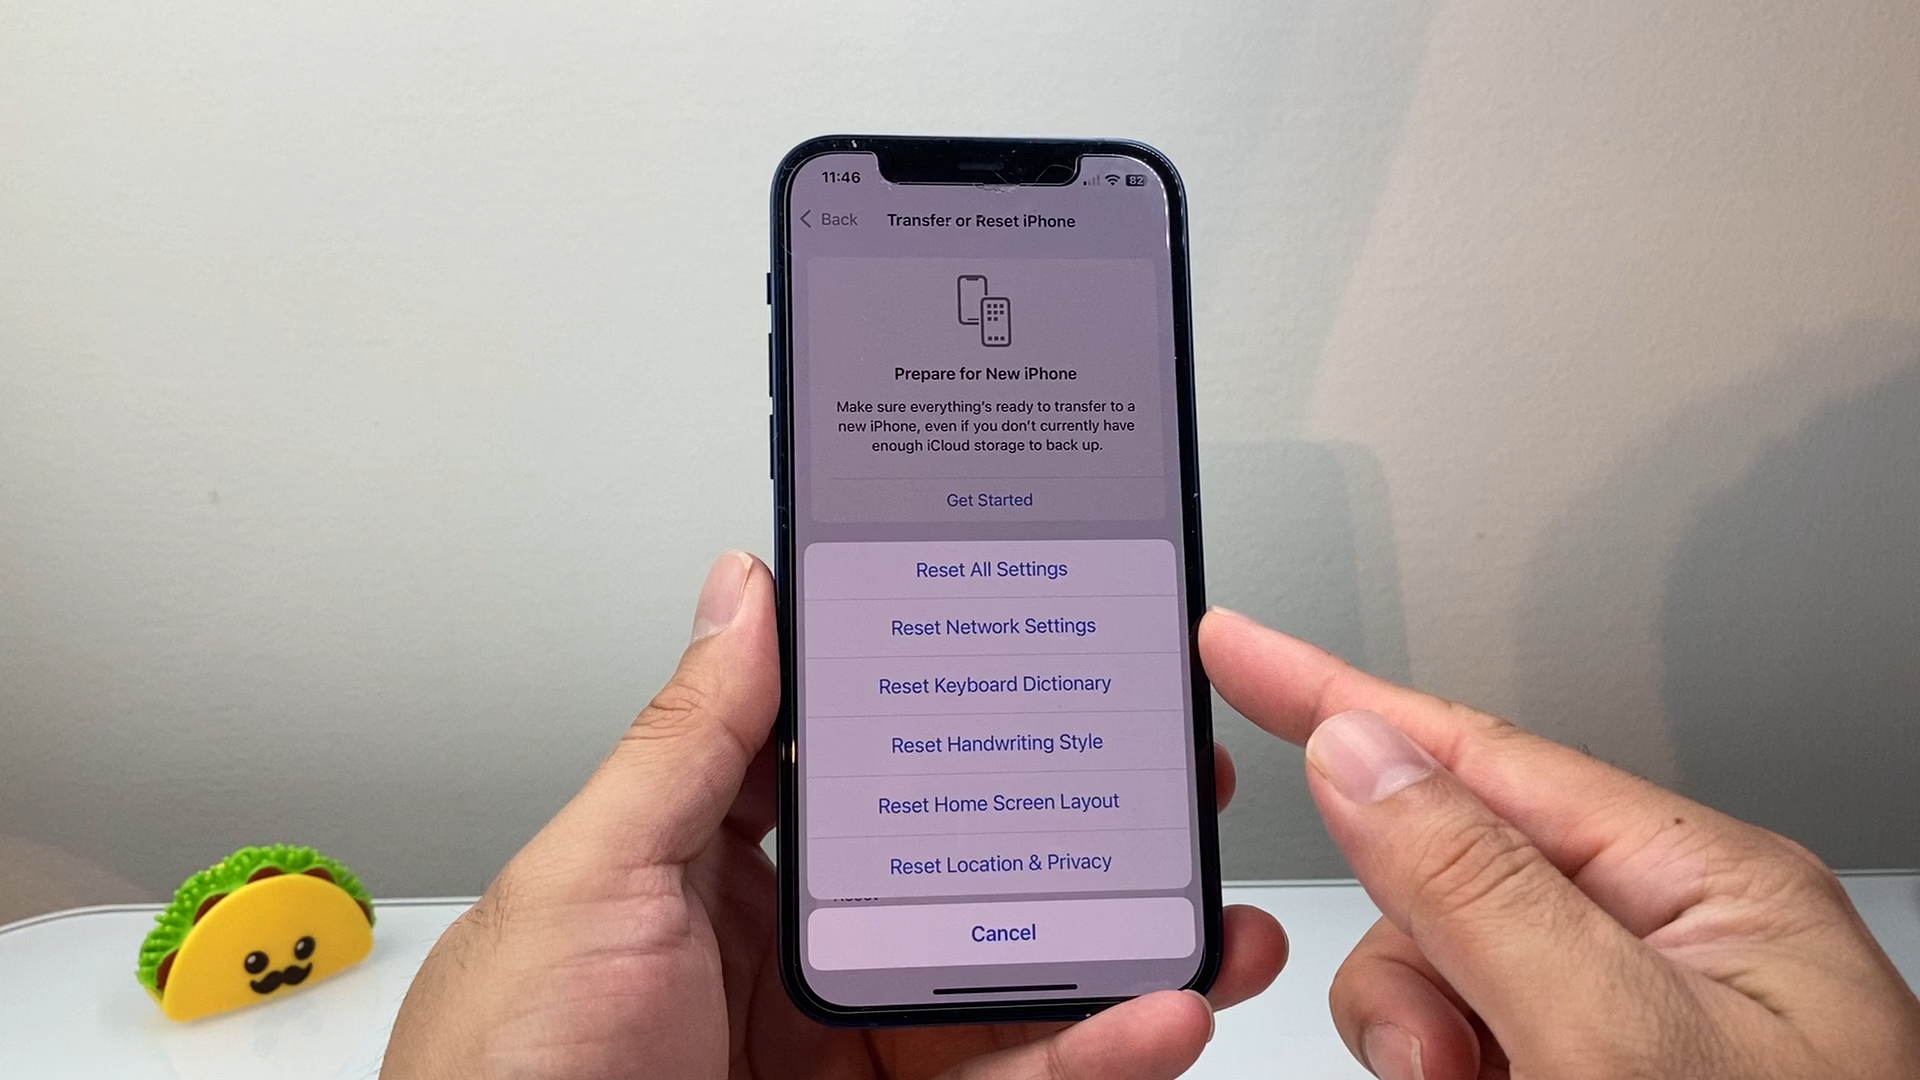 11:46
82
Back
Transfer or Reset iPhone
Prepare for New iPhone
Make sure everything's ready to transfer to a
new iPhone, even if you don't currently have
enough iCloud storage to back up.
Get Started
Reset All Settings
Reset Network Settings
Reset Keyboard Dictionary
Reset Handwriting Style
Reset Home Screen Layout
Reset Location & Privacy
Cancel